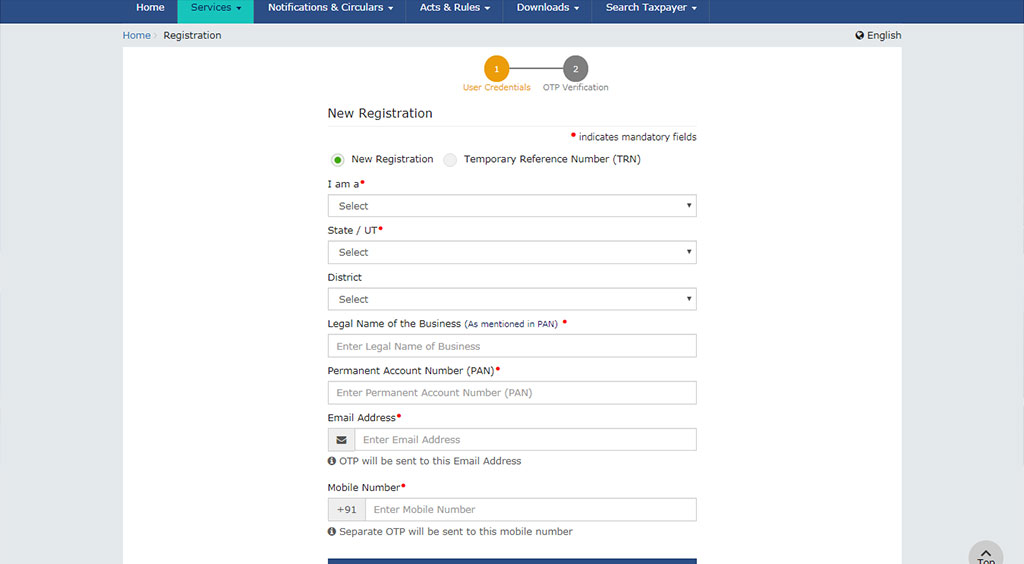 Home Services Notifications & Circulars Acts & Rules Downloads Search Taxpayer
Home › Registration English
1 2
User Credentials OTP Verification
New Registration
• indicates mandatory fields
New Registration Temporary Reference Number (TRN)
I am a•
Select
State / UT•
Select
District
Select
Legal Name of the Business (As mentioned in PAN) •
Enter Legal Name of Business
Permanent Account Number (PAN)•
Enter Permanent Account Number (PAN)
Email Address•
Enter Email Address
OTP will be sent to this Email Address
Mobile Number•
+91 Enter Mobile Number
Separate OTP will be sent to this mobile number
Top